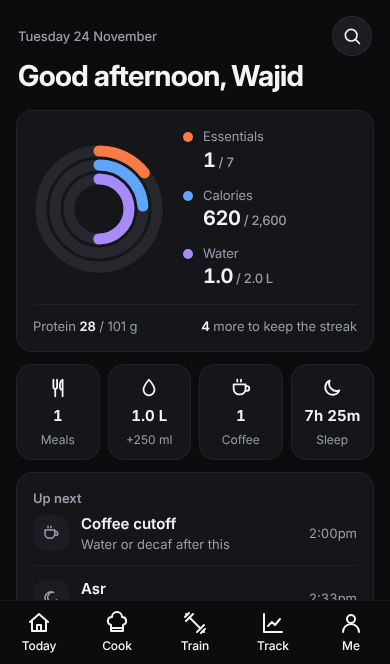 Tuesday 24 November
Good afternoon, Wajid
Essentials
1 / 7
Calories
620 / 2,600
Water
1.0 / 2.0 L
Protein 28 / 101 g
4 more to keep the streak
1
Meals
1.0 L
+250 ml
1
Coffee
7h 25m
Sleep
Up next
Coffee cutoff
Water or decaf after this
2:00pm
Asr
2:33pm
Today
Cook
Train
Track
Me